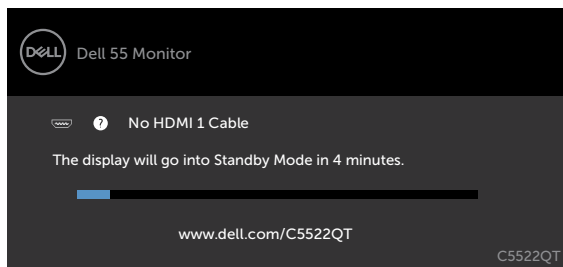 DELL Dell 55 Monitor
? No HDMI 1 Cable
The display will go into Standby Mode in 4 minutes.
www.dell.com/C5522QT
C5522QT